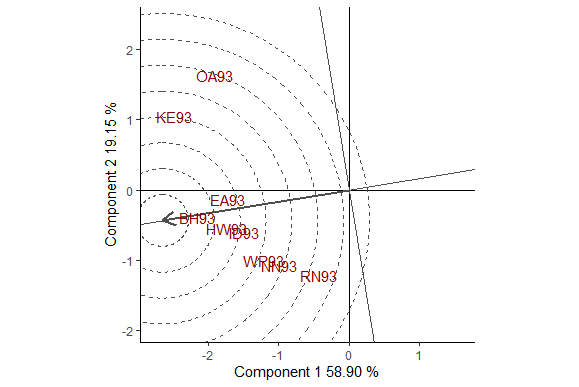 2
OA93
KE93
1
EA93
0
BH93
HW93
ID93
WP93
NN93
-1
RN93
-2
-2
-1
0
1
Component 1 58.90 %
Component 2 19.15 %